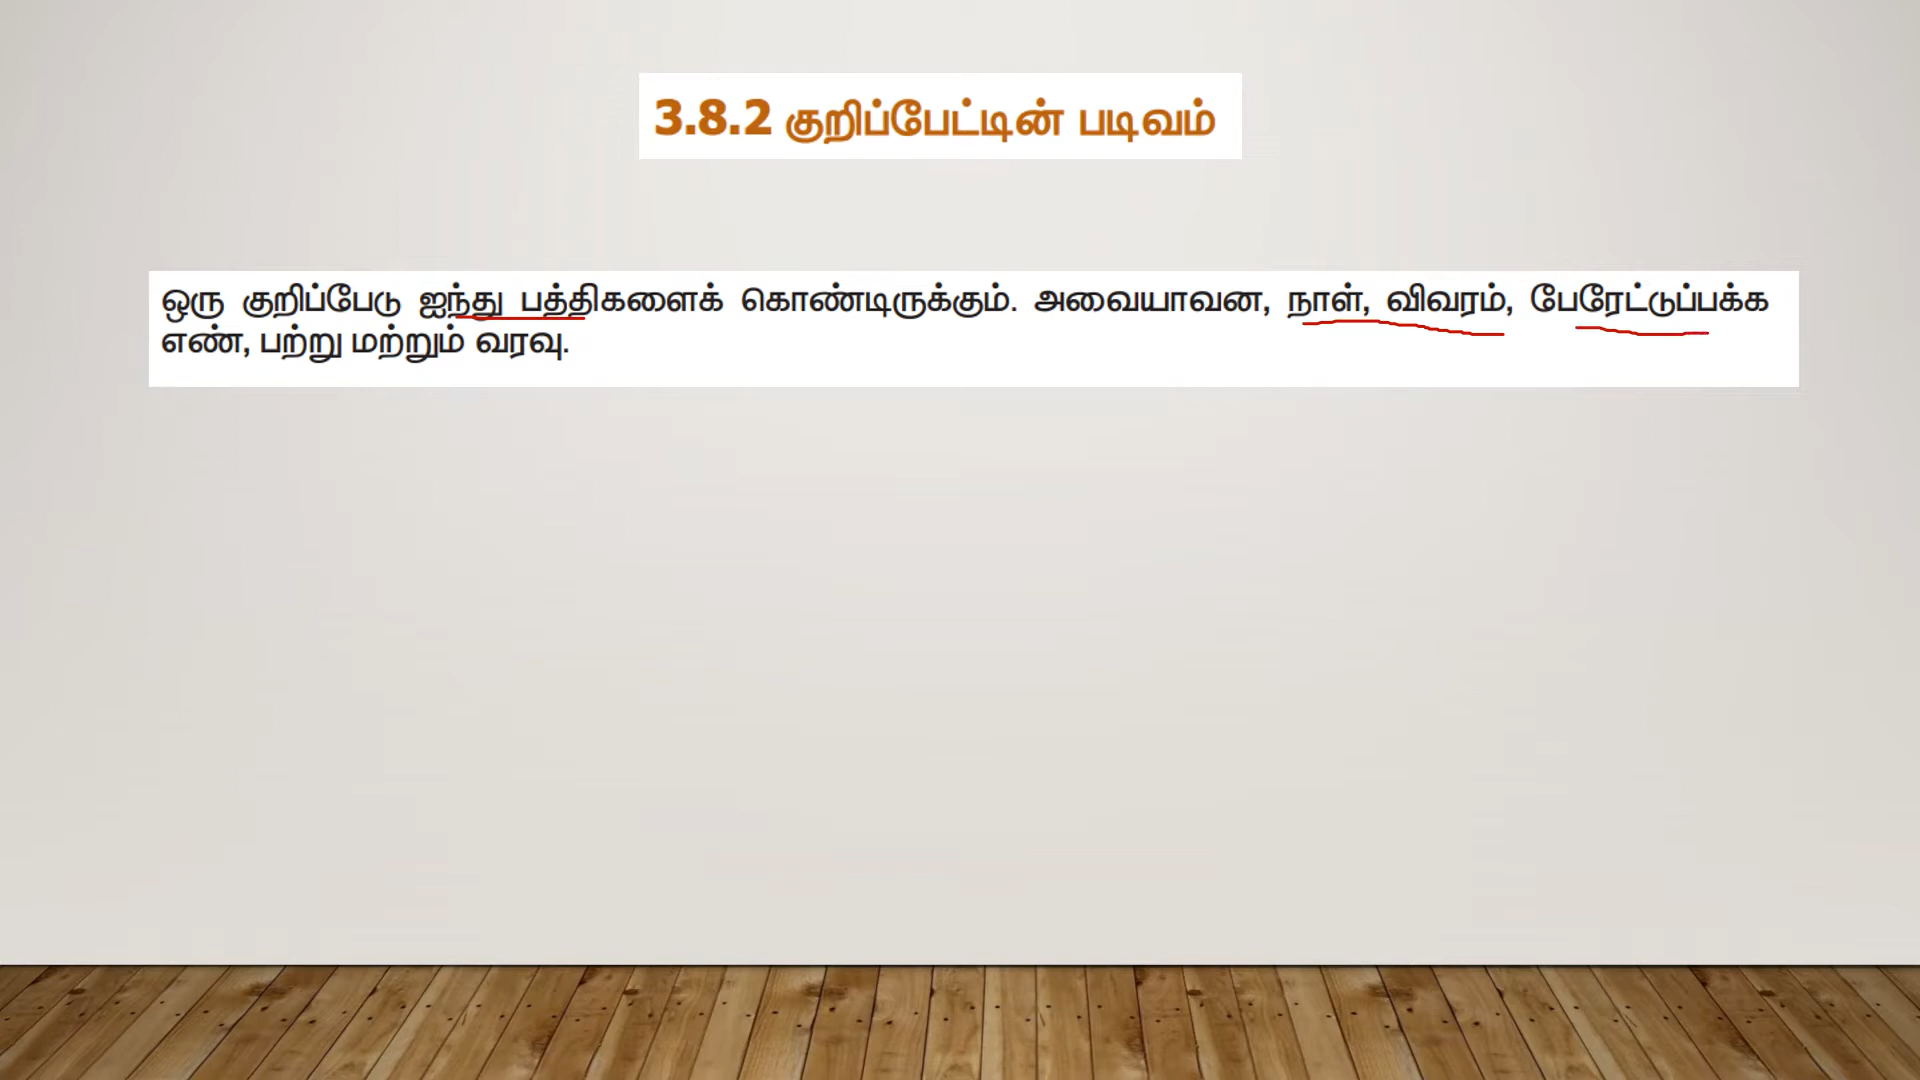 3.8.2 குறிப்பேட்டின் படிவம்
ஒரு குறிப்பேடு ஐந்து பத்திகளைக் கொண்டிருக்கும். அவையாவன, நாள், விவரம், பேரேட்டுப்பக்க
எண், பற்று மற்றும் வரவு.